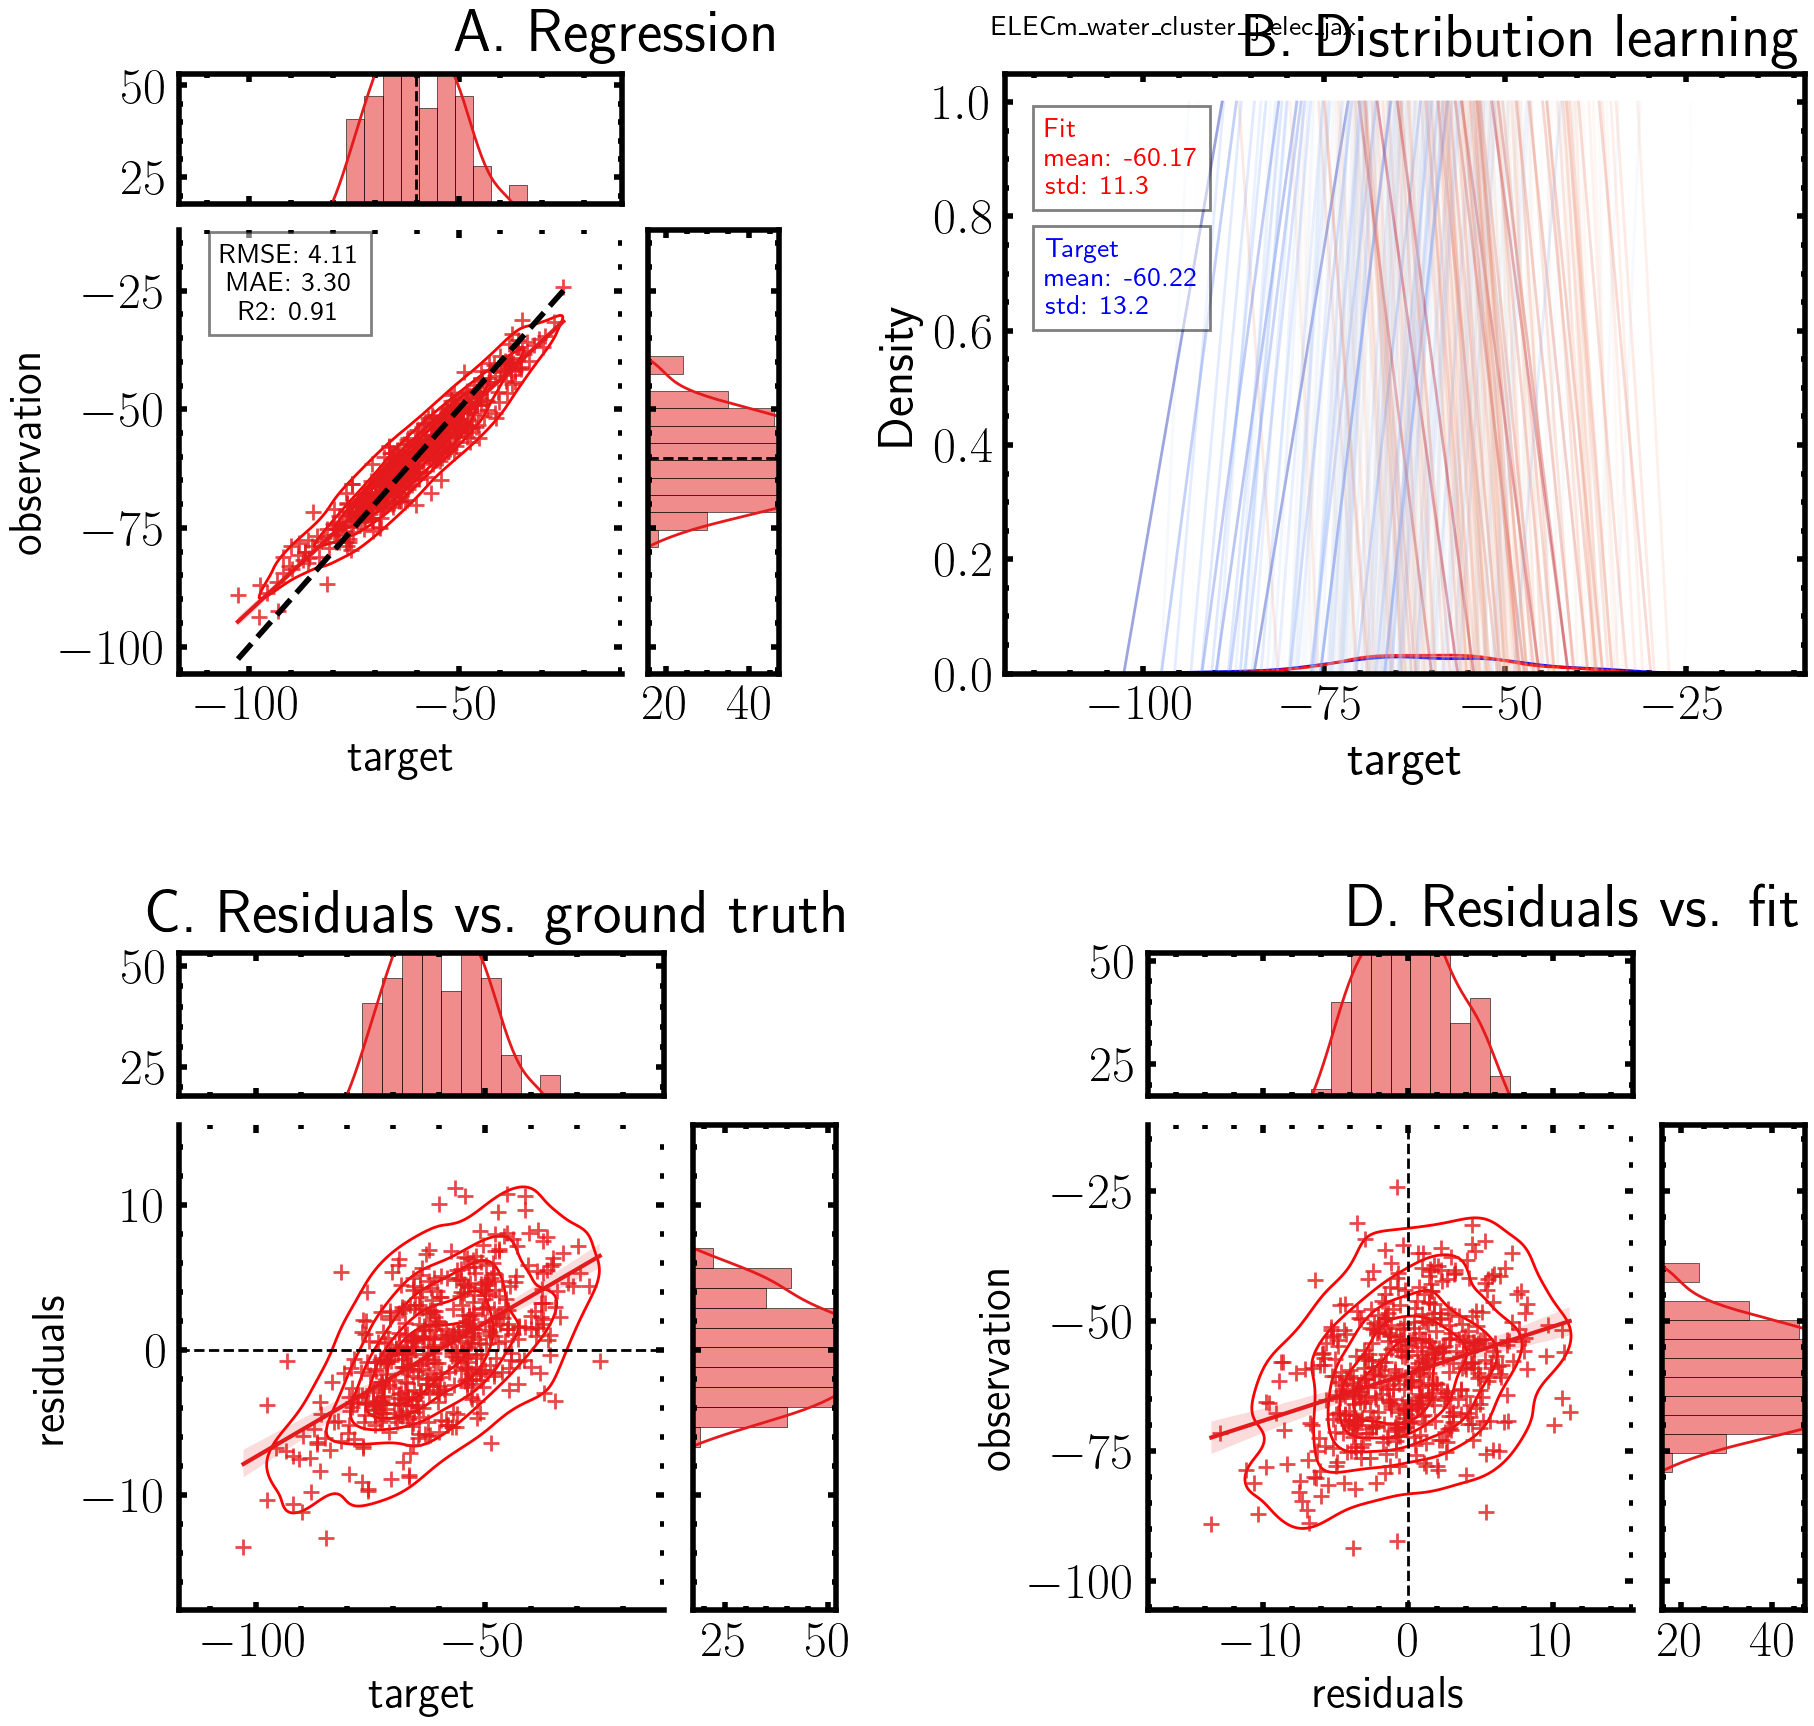 A. Regression
50
25
RMSE: 4.11
MAE: 3.30
R2: 0.91
−25
−50
−75
−100
observation
−100
−50
target
20
40
ELECm_water_cluster_lj_elec_jax
B. Distribution learning
1.0
0.8
0.6
0.4
0.2
0.0
Density
Fit
mean: -60.17
std: 11.3
Target
mean: -60.22
std: 13.2
−100
−75
−50
−25
target
C. Residuals vs. ground truth
50
25
10
0
−10
residuals
−100
−50
target
25
50
D. Residuals vs. fit
50
25
−25
−50
−75
−100
observation
−10
0
10
residuals
20
40